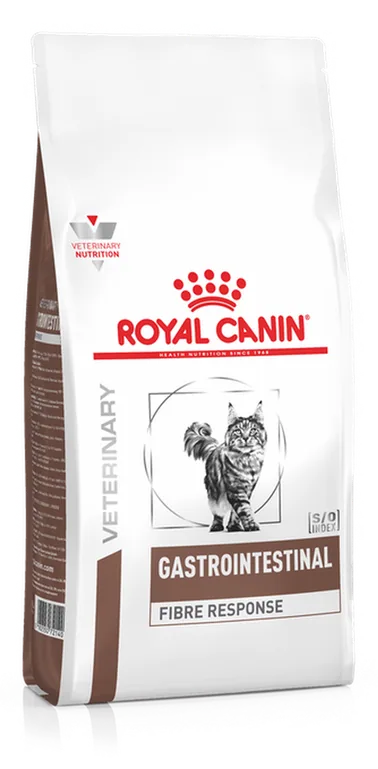 VETERINARY
NUTRITION
ROYAL CANIN®
HEALTH NUTRITION SINCE 1968
VETERINARY
S/O
INDEX
GASTROINTESTINAL
FIBRE RESPONSE